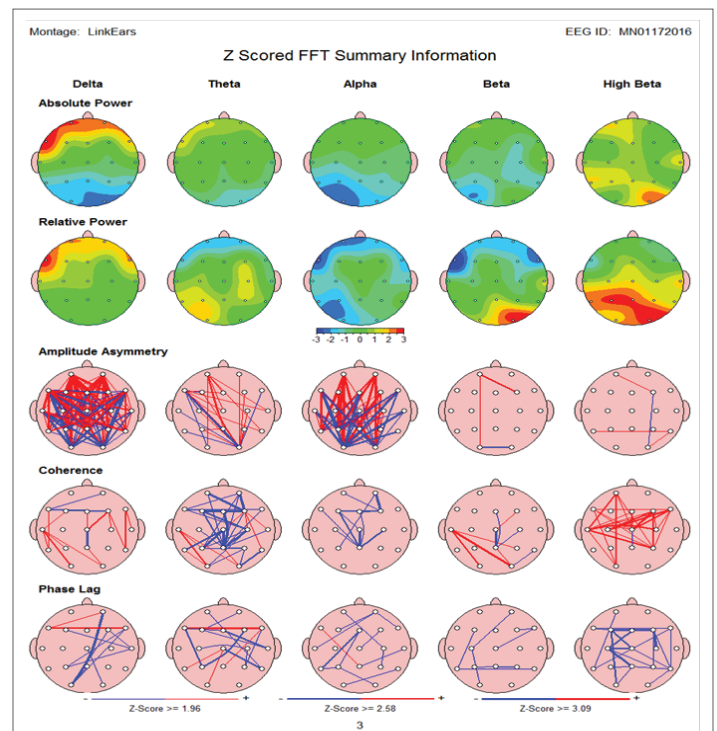 Montage: LinkEars EEG ID: MN01172016
Z Scored FFT Summary Information
Delta Theta Alpha Beta High Beta
Absolute Power
Relative Power
-3 -2 -1 0 1 2 3
Amplitude Asymmetry
Coherence
Phase Lag
- + - + - +
Z-Score >= 1.96 Z-Score >= 2.58 Z-Score >= 3.09
3